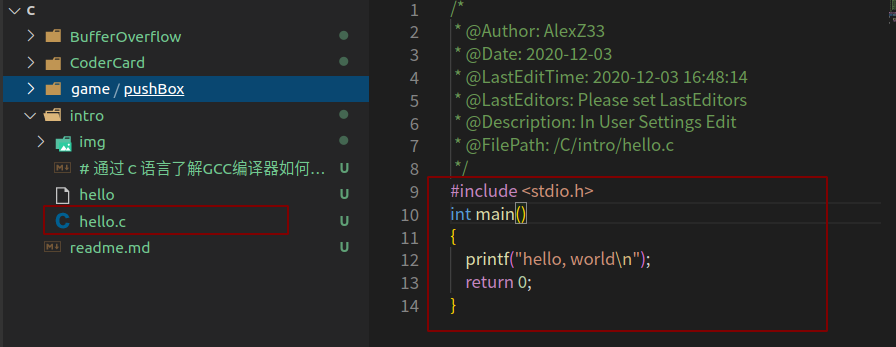 C
BufferOverflow
CoderCard
game / pushBox
intro
img
# 通过 C 语言了解GCC编译器如何... U
hello U
C hello.c U
readme.md U
1 /*
2 * @Author: AlexZ33
3 * @Date: 2020-12-03
4 * @LastEditTime: 2020-12-03 16:48:14
5 * @LastEditors: Please set LastEditors
6 * @Description: In User Settings Edit
7 * @FilePath: /C/intro/hello.c
8 */
9 #include <stdio.h>
10 int main()
11 {
12 printf("hello, world\n");
13 return 0;
14 }